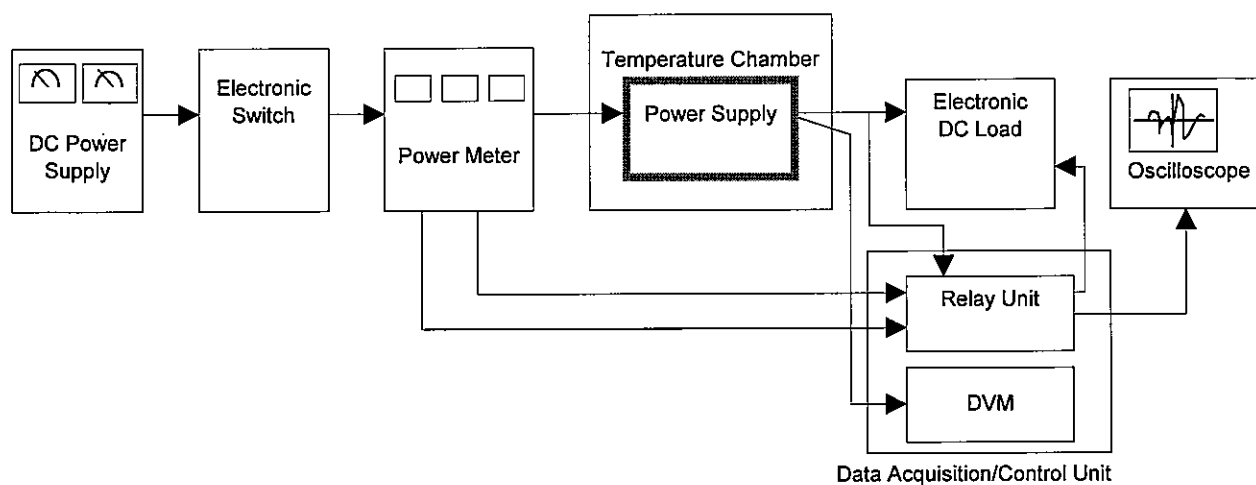 DC Power
Supply
Electronic
Switch
Power Meter
Temperature Chamber
Power Supply
Electronic
DC Load
Oscilloscope
Relay Unit
DVM
Data Acquisition/Control Unit